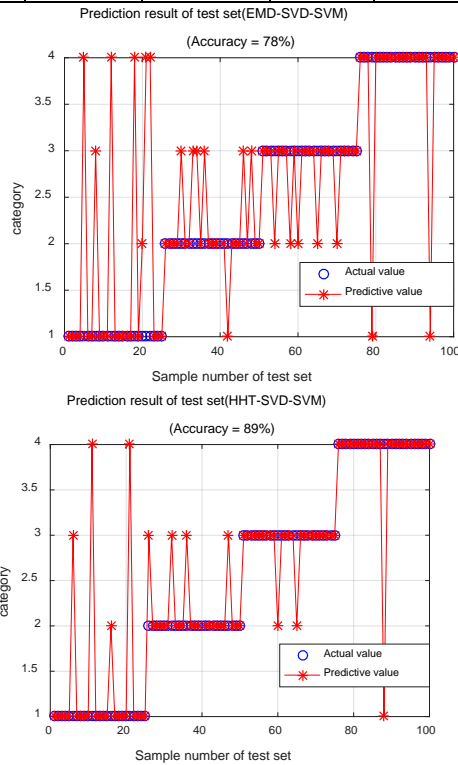 Prediction result of test set(EMD-SVD-SVM)
(Accuracy = 78%)
4
3.5
3
2.5
2
1.5
1
category
0 20 40 60 80 100
Sample number of test set
Actual value
Predictive value
Prediction result of test set(HHT-SVD-SVM)
(Accuracy = 89%)
4
3.5
3
2.5
2
1.5
1
category
0 20 40 60 80 100
Sample number of test set
Actual value
Predictive value